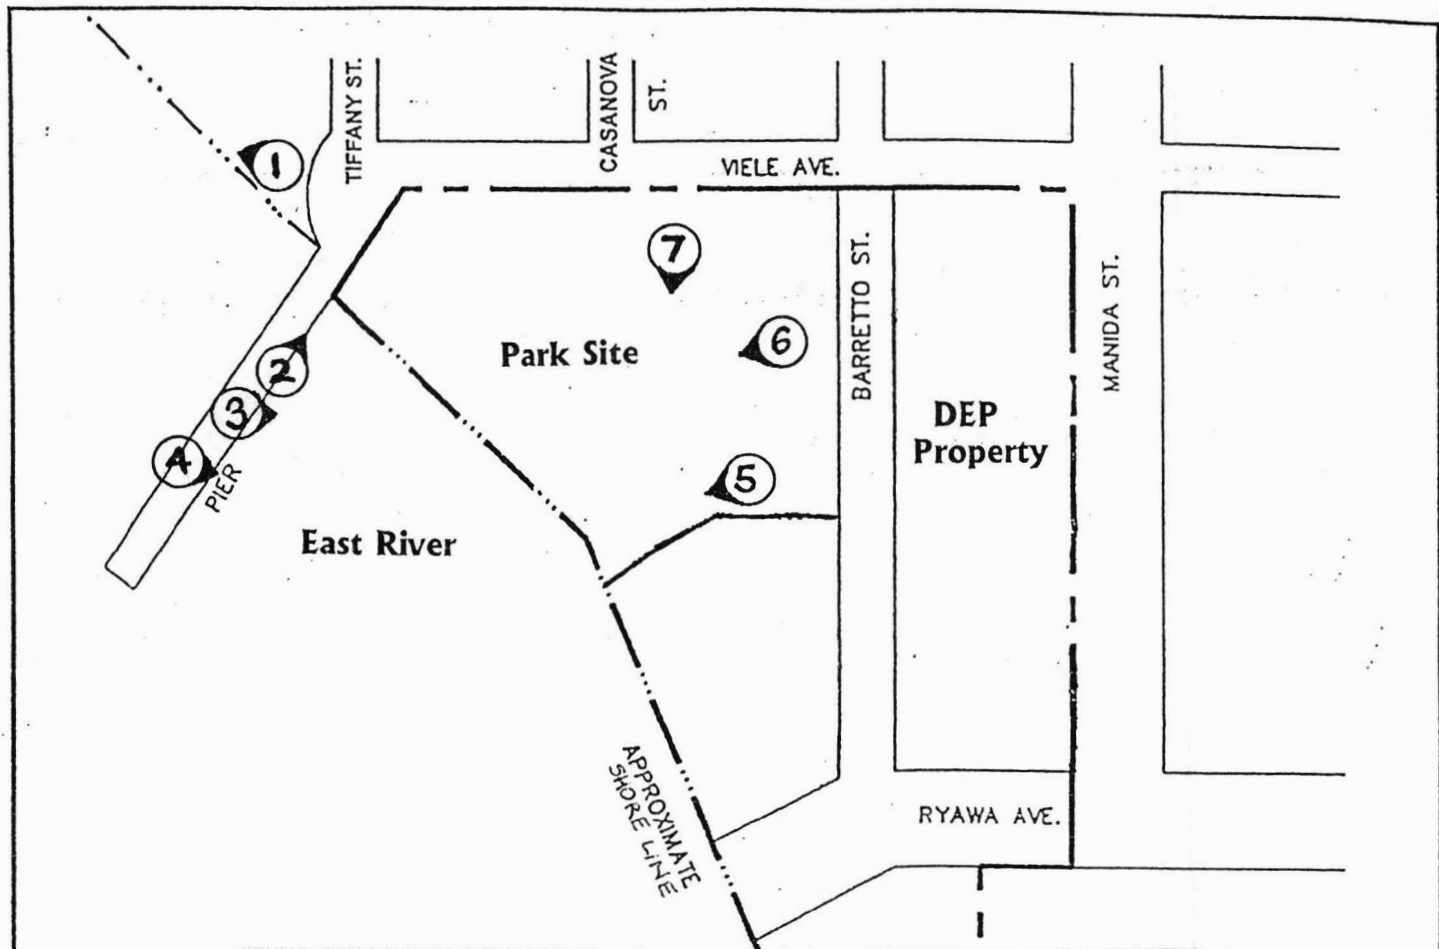 TIFFANY ST.
CASANOVA
ST.
VIELE AVE.
1
7
BARRETTO ST.
MANIDA ST.
6
2
Park Site
3
DEP
Property
4
PIER
5
East River
APPROXIMATE
SHORE LINE
RYAWA AVE.